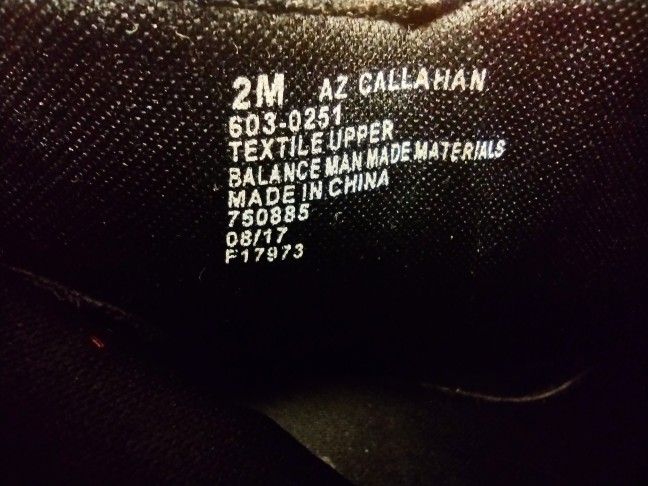 2M AZ CALLAHAN
603-0251
TEXTILE UPPER
BALANCE MAN MADE MATERIALS
MADE IN CHINA
750885
08/17
F17973